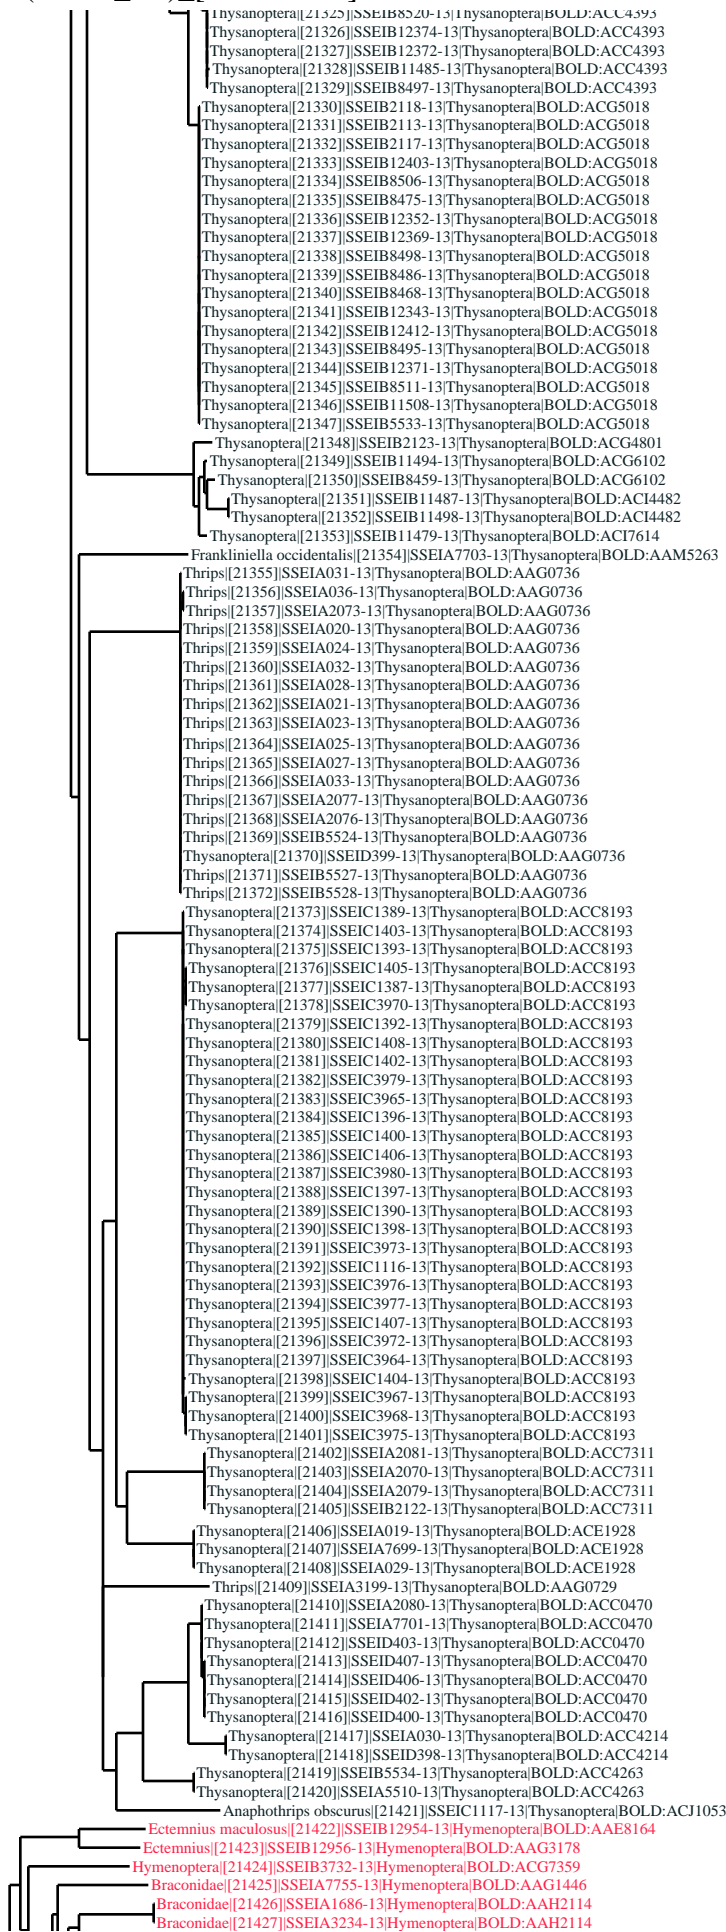 Thysanoptera|[21325]|SSEIB8520-13|Thysanoptera|BOLD:ACC4393
Thysanoptera|[21326]|SSEIB12374-13|Thysanoptera|BOLD:ACC4393
Thysanoptera|[21327]|SSEIB12372-13|Thysanoptera|BOLD:ACC4393
Thysanoptera|[21328]|SSEIB11485-13|Thysanoptera|BOLD:ACC4393
Thysanoptera|[21329]|SSEIB8497-13|Thysanoptera|BOLD:ACC4393
Thysanoptera|[21330]|SSEIB2118-13|Thysanoptera|BOLD:ACG5018
Thysanoptera|[21331]|SSEIB2113-13|Thysanoptera|BOLD:ACG5018
Thysanoptera|[21332]|SSEIB2117-13|Thysanoptera|BOLD:ACG5018
Thysanoptera|[21333]|SSEIB12403-13|Thysanoptera|BOLD:ACG5018
Thysanoptera|[21334]|SSEIB8506-13|Thysanoptera|BOLD:ACG5018
Thysanoptera|[21335]|SSEIB8475-13|Thysanoptera|BOLD:ACG5018
Thysanoptera|[21336]|SSEIB12352-13|Thysanoptera|BOLD:ACG5018
Thysanoptera|[21337]|SSEIB12369-13|Thysanoptera|BOLD:ACG5018
Thysanoptera|[21338]|SSEIB8498-13|Thysanoptera|BOLD:ACG5018
Thysanoptera|[21339]|SSEIB8486-13|Thysanoptera|BOLD:ACG5018
Thysanoptera|[21340]|SSEIB8468-13|Thysanoptera|BOLD:ACG5018
Thysanoptera|[21341]|SSEIB12343-13|Thysanoptera|BOLD:ACG5018
Thysanoptera|[21342]|SSEIB12412-13|Thysanoptera|BOLD:ACG5018
Thysanoptera|[21343]|SSEIB8495-13|Thysanoptera|BOLD:ACG5018
Thysanoptera|[21344]|SSEIB12371-13|Thysanoptera|BOLD:ACG5018
Thysanoptera|[21345]|SSEIB8511-13|Thysanoptera|BOLD:ACG5018
Thysanoptera|[21346]|SSEIB11508-13|Thysanoptera|BOLD:ACG5018
Thysanoptera|[21347]|SSEIB5533-13|Thysanoptera|BOLD:ACG5018
Thysanoptera|[21348]|SSEIB2123-13|Thysanoptera|BOLD:ACG4801
Thysanoptera|[21349]|SSEIB11494-13|Thysanoptera|BOLD:ACG6102
Thysanoptera|[21350]|SSEIB8459-13|Thysanoptera|BOLD:ACG6102
Thysanoptera|[21351]|SSEIB11487-13|Thysanoptera|BOLD:ACI4482
Thysanoptera|[21352]|SSEIB11498-13|Thysanoptera|BOLD:ACI4482
Thysanoptera|[21353]|SSEIB11479-13|Thysanoptera|BOLD:ACI7614
Frankliniella occidentalis|[21354]|SSEIA7703-13|Thysanoptera|BOLD:AAM5263
Thrips|[21355]|SSEIA031-13|Thysanoptera|BOLD:AAG0736
Thrips|[21356]|SSEIA036-13|Thysanoptera|BOLD:AAG0736
Thrips|[21357]|SSEIA2073-13|Thysanoptera|BOLD:AAG0736
Thrips|[21358]|SSEIA020-13|Thysanoptera|BOLD:AAG0736
Thrips|[21359]|SSEIA024-13|Thysanoptera|BOLD:AAG0736
Thrips|[21360]|SSEIA032-13|Thysanoptera|BOLD:AAG0736
Thrips|[21361]|SSEIA028-13|Thysanoptera|BOLD:AAG0736
Thrips|[21362]|SSEIA021-13|Thysanoptera|BOLD:AAG0736
Thrips|[21363]|SSEIA023-13|Thysanoptera|BOLD:AAG0736
Thrips|[21364]|SSEIA025-13|Thysanoptera|BOLD:AAG0736
Thrips|[21365]|SSEIA027-13|Thysanoptera|BOLD:AAG0736
Thrips|[21366]|SSEIA033-13|Thysanoptera|BOLD:AAG0736
Thrips|[21367]|SSEIA2077-13|Thysanoptera|BOLD:AAG0736
Thrips|[21368]|SSEIA2076-13|Thysanoptera|BOLD:AAG0736
Thrips|[21369]|SSEIB5524-13|Thysanoptera|BOLD:AAG0736
Thysanoptera|[21370]|SSEID399-13|Thysanoptera|BOLD:AAG0736
Thrips|[21371]|SSEIB5527-13|Thysanoptera|BOLD:AAG0736
Thrips|[21372]|SSEIB5528-13|Thysanoptera|BOLD:AAG0736
Thysanoptera|[21373]|SSEIC1389-13|Thysanoptera|BOLD:ACC8193
Thysanoptera|[21374]|SSEIC1403-13|Thysanoptera|BOLD:ACC8193
Thysanoptera|[21375]|SSEIC1393-13|Thysanoptera|BOLD:ACC8193
Thysanoptera|[21376]|SSEIC1405-13|Thysanoptera|BOLD:ACC8193
Thysanoptera|[21377]|SSEIC1387-13|Thysanoptera|BOLD:ACC8193
Thysanoptera|[21378]|SSEIC3970-13|Thysanoptera|BOLD:ACC8193
Thysanoptera|[21379]|SSEIC1392-13|Thysanoptera|BOLD:ACC8193
Thysanoptera|[21380]|SSEIC1408-13|Thysanoptera|BOLD:ACC8193
Thysanoptera|[21381]|SSEIC1402-13|Thysanoptera|BOLD:ACC8193
Thysanoptera|[21382]|SSEIC3979-13|Thysanoptera|BOLD:ACC8193
Thysanoptera|[21383]|SSEIC3965-13|Thysanoptera|BOLD:ACC8193
Thysanoptera|[21384]|SSEIC1396-13|Thysanoptera|BOLD:ACC8193
Thysanoptera|[21385]|SSEIC1400-13|Thysanoptera|BOLD:ACC8193
Thysanoptera|[21386]|SSEIC1406-13|Thysanoptera|BOLD:ACC8193
Thysanoptera|[21387]|SSEIC3980-13|Thysanoptera|BOLD:ACC8193
Thysanoptera|[21388]|SSEIC1397-13|Thysanoptera|BOLD:ACC8193
Thysanoptera|[21389]|SSEIC1390-13|Thysanoptera|BOLD:ACC8193
Thysanoptera|[21390]|SSEIC1398-13|Thysanoptera|BOLD:ACC8193
Thysanoptera|[21391]|SSEIC3973-13|Thysanoptera|BOLD:ACC8193
Thysanoptera|[21392]|SSEIC1116-13|Thysanoptera|BOLD:ACC8193
Thysanoptera|[21393]|SSEIC3976-13|Thysanoptera|BOLD:ACC8193
Thysanoptera|[21394]|SSEIC3977-13|Thysanoptera|BOLD:ACC8193
Thysanoptera|[21395]|SSEIC1407-13|Thysanoptera|BOLD:ACC8193
Thysanoptera|[21396]|SSEIC3972-13|Thysanoptera|BOLD:ACC8193
Thysanoptera|[21397]|SSEIC3964-13|Thysanoptera|BOLD:ACC8193
Thysanoptera|[21398]|SSEIC1404-13|Thysanoptera|BOLD:ACC8193
Thysanoptera|[21399]|SSEIC3967-13|Thysanoptera|BOLD:ACC8193
Thysanoptera|[21400]|SSEIC3968-13|Thysanoptera|BOLD:ACC8193
Thysanoptera|[21401]|SSEIC3975-13|Thysanoptera|BOLD:ACC8193
Thysanoptera|[21402]|SSEIA2081-13|Thysanoptera|BOLD:ACC7311
Thysanoptera|[21403]|SSEIA2070-13|Thysanoptera|BOLD:ACC7311
Thysanoptera|[21404]|SSEIA2079-13|Thysanoptera|BOLD:ACC7311
Thysanoptera|[21405]|SSEIB2122-13|Thysanoptera|BOLD:ACC7311
Thysanoptera|[21406]|SSEIA019-13|Thysanoptera|BOLD:ACE1928
Thysanoptera|[21407]|SSEIA7699-13|Thysanoptera|BOLD:ACE1928
Thysanoptera|[21408]|SSEIA029-13|Thysanoptera|BOLD:ACE1928
Thrips|[21409]|SSEIA3199-13|Thysanoptera|BOLD:AAG0729
Thysanoptera|[21410]|SSEIA2080-13|Thysanoptera|BOLD:ACC0470
Thysanoptera|[21411]|SSEIA7701-13|Thysanoptera|BOLD:ACC0470
Thysanoptera|[21412]|SSEID403-13|Thysanoptera|BOLD:ACC0470
Thysanoptera|[21413]|SSEID407-13|Thysanoptera|BOLD:ACC0470
Thysanoptera|[21414]|SSEID406-13|Thysanoptera|BOLD:ACC0470
Thysanoptera|[21415]|SSEID402-13|Thysanoptera|BOLD:ACC0470
Thysanoptera|[21416]|SSEID400-13|Thysanoptera|BOLD:ACC0470
Thysanoptera|[21417]|SSEIA030-13|Thysanoptera|BOLD:ACC4214
Thysanoptera|[21418]|SSEID398-13|Thysanoptera|BOLD:ACC4214
Thysanoptera|[21419]|SSEIB5534-13|Thysanoptera|BOLD:ACC4263
Thysanoptera|[21420]|SSEIA5510-13|Thysanoptera|BOLD:ACC4263
Anaphothrips obscurus|[21421]|SSEIC1117-13|Thysanoptera|BOLD:ACJ1053
Ectemnius maculosus|[21422]|SSEIB12954-13|Hymenoptera|BOLD:AAE8164
Ectemnius|[21423]|SSEIB12956-13|Hymenoptera|BOLD:AAG3178
Hymenoptera|[21424]|SSEIB3732-13|Hymenoptera|BOLD:ACG7359
Braconidae|[21425]|SSEIA7755-13|Hymenoptera|BOLD:AAG1446
Braconidae|[21426]|SSEIA1686-13|Hymenoptera|BOLD:AAH2114
Braconidae|[21427]|SSEIA3234-13|Hymenoptera|BOLD:AAH2114